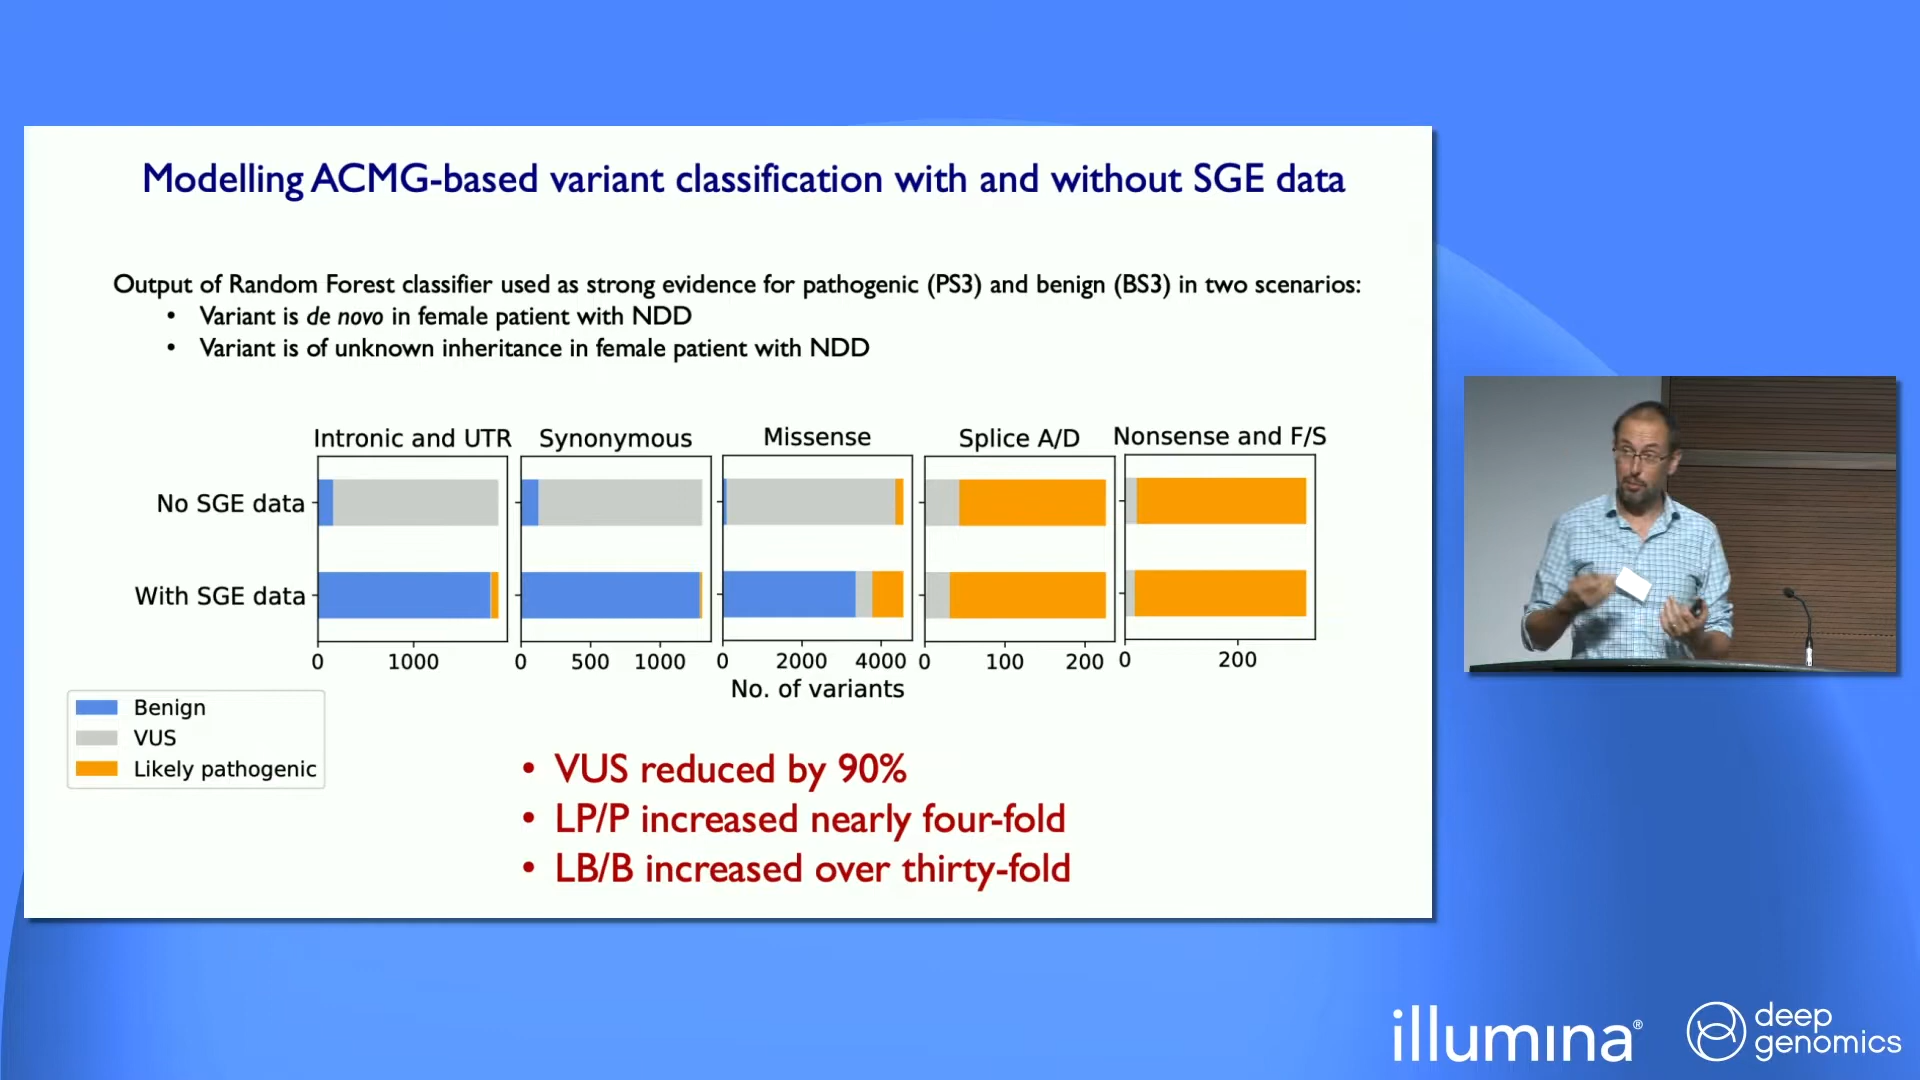 Modelling ACMG-based variant classification with and without SGE data
Output of Random Forest classifier used as strong evidence for pathogenic (PS3) and benign (BS3) in two scenarios:
• Variant is de novo in female patient with NDD
• Variant is of unknown inheritance in female patient with NDD
Intronic and UTR Synonymous Missense Splice A/D Nonsense and F/S
No SGE data
With SGE data
0 1000 0 500 1000 0 2000 4000 0 100 200 0 200
No. of variants
Benign
VUS
Likely pathogenic
• VUS reduced by 90%
• LP/P increased nearly four-fold
• LB/B increased over thirty-fold
illumina®
deep
genomics